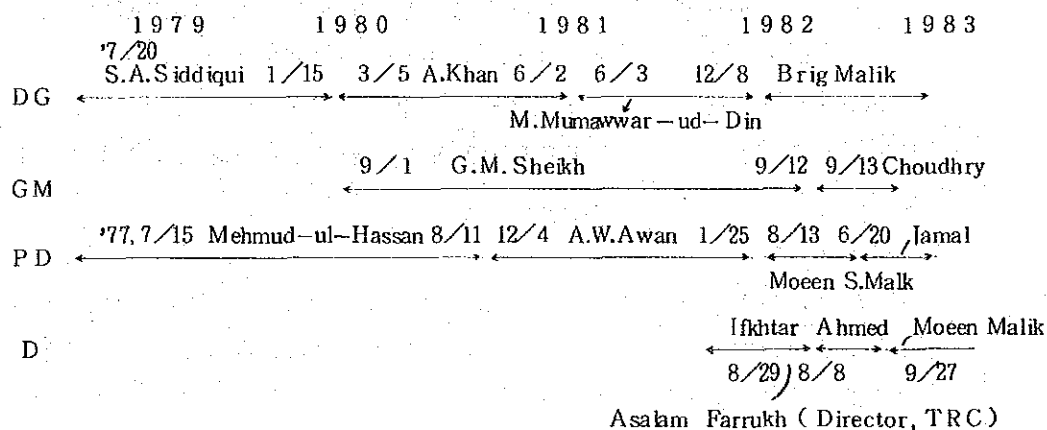 1979 1980 1981 1982 1983
'7/20
S.A.Siddiqui 1/15 3/5 A.Khan 6/2 6/3 12/8 Brig Malik
DG
M.Mumawwar-ud-Din
9/1 G.M.Sheikh 9/12 9/13 Choudhry
GM
'77, 7/15 Mehmud-ul-Hassan 8/11 12/4 A.W.Awan 1/25 8/13 6/20 Jamal
PD
Moeen S.Malk
Ifkhtar Ahmed Moeen Malik
D
8/29 8/8 9/27
Asalam Farrukh (Director, TRC)